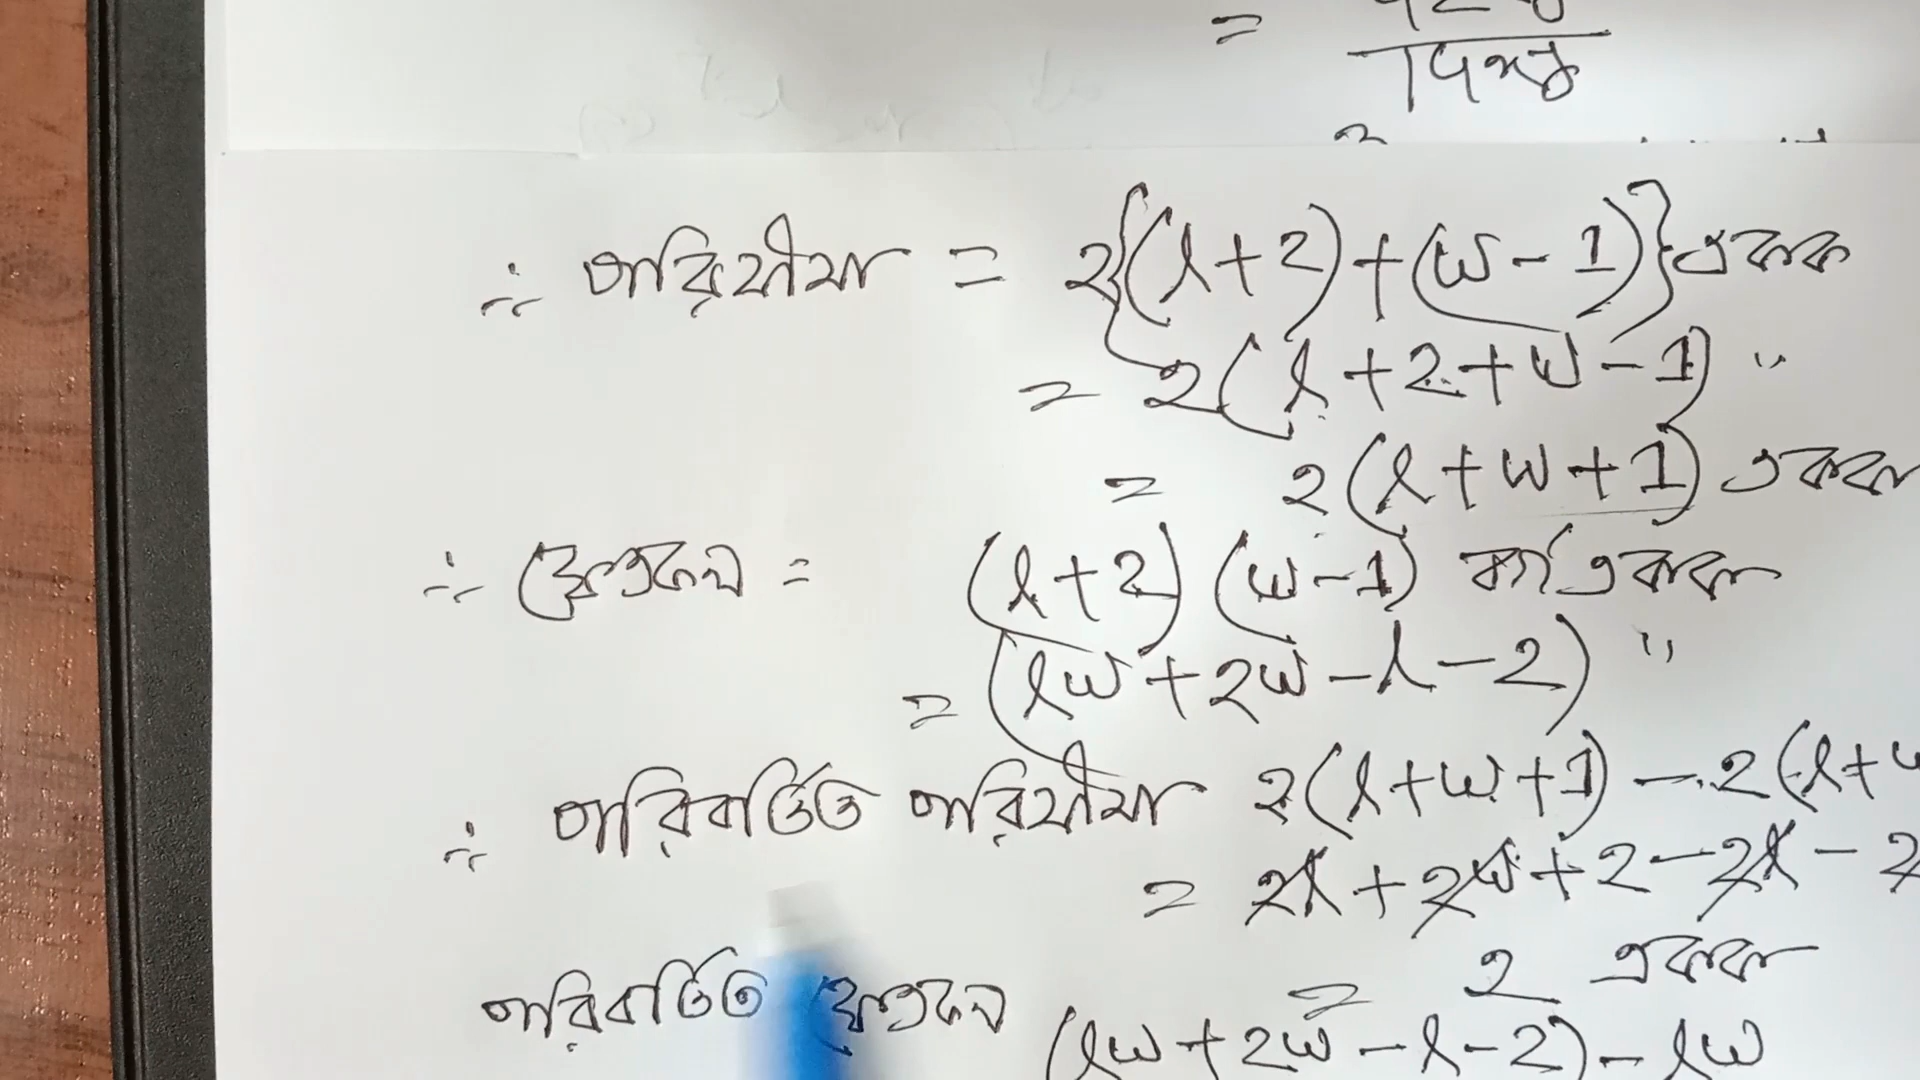 =
∴ পরিসীমা = 2{(l+2)+(w-1)} একক
= 2(l+2+w-1) "
= 2(l+w+1) একক
∴ ক্ষেত্রফল = (l+2)(w-1) বর্গ একক
= (lw+2w-l-2) "
∴ পরিবর্তিত পরিসীমা 2(l+w+1) - 2(l+w
= 2l+2w+2-2l-2
= 2 একক
পরিবর্তিত ক্ষেত্রফল (lw+2w-l-2)-lw